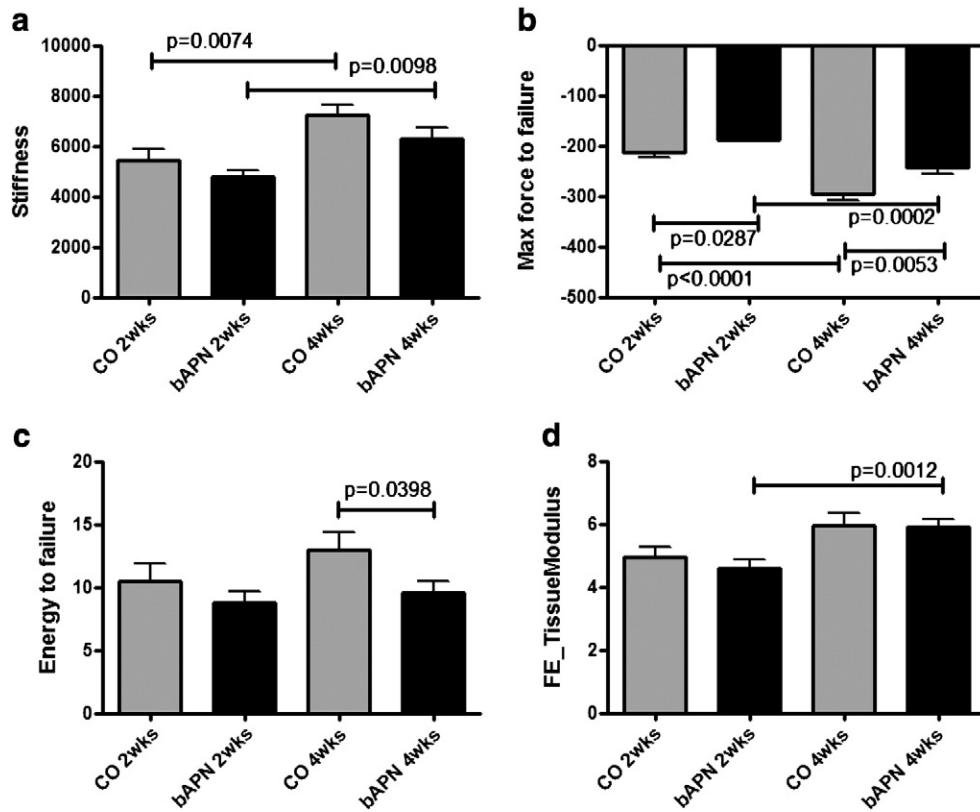 a
p=0.0074
p=0.0098
Stiffness
10000
8000
6000
4000
2000
0
CO 2wks
bAPN 2wks
CO 4wks
bAPN 4wks
b
Max force to failure
0
-100
-200
-300
-400
-500
p=0.0002
p=0.0287
p=0.0053
p<0.0001
CO 2wks
bAPN 2wks
CO 4wks
bAPN 4wks
c
p=0.0398
Energy to failure
20
15
10
5
0
CO 2wks
bAPN 2wks
CO 4wks
bAPN 4wks
d
p=0.0012
FE_TissueModulus
8
6
4
2
0
CO 2wks
bAPN 2wks
CO 4wks
bAPN 4wks